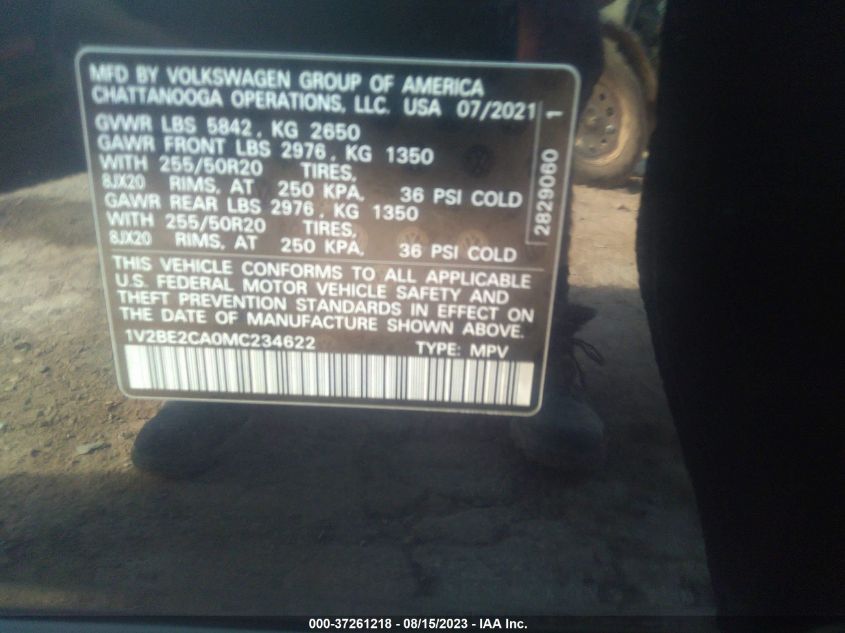 MFD BY VOLKSWAGEN GROUP OF AMERICA
CHATTANOOGA OPERATIONS, LLC. USA 07/2021
GVWR LBS 5842, KG 2650
GAWR FRONT LBS 2976, KG 1350
WITH 255/50R20 TIRES,
8JX20 RIMS, AT 250 KPA, 36 PSI COLD
GAWR REAR LBS 2976, KG 1350
WITH 255/50R20 TIRES,
8JX20 RIMS, AT 250 KPA, 36 PSI COLD
2829060 1
THIS VEHICLE CONFORMS TO ALL APPLICABLE
U.S. FEDERAL MOTOR VEHICLE SAFETY AND
THEFT PREVENTION STANDARDS IN EFFECT ON
THE DATE OF MANUFACTURE SHOWN ABOVE.
1V2BE2CA0MC234622 TYPE: MPV
000-37261218 - 08/15/2023 - IAA Inc.